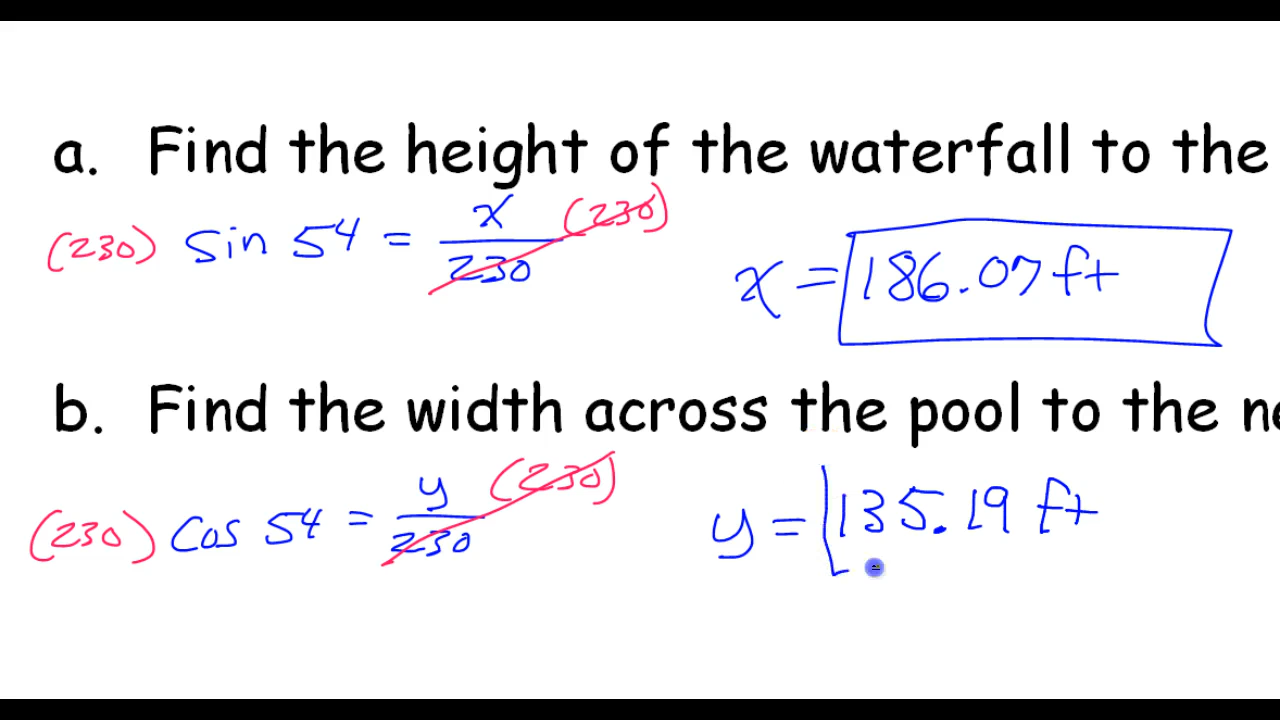 a. Find the height of the waterfall to the
(230) sin 54 = x/230 (230)
x = 186.07 ft
b. Find the width across the pool to the ne
(230) cos 54 = y/230 (230)
y = 135.19 ft